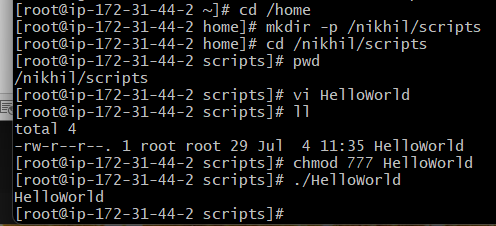 [root@ip-172-31-44-2 ~]# cd /home
[root@ip-172-31-44-2 home]# mkdir -p /nikhil/scripts
[root@ip-172-31-44-2 home]# cd /nikhil/scripts
[root@ip-172-31-44-2 scripts]# pwd
/nikhil/scripts
[root@ip-172-31-44-2 scripts]# vi HelloWorld
[root@ip-172-31-44-2 scripts]# ll
total 4
-rw-r--r--. 1 root root 29 Jul  4 11:35 HelloWorld
[root@ip-172-31-44-2 scripts]# chmod 777 HelloWorld
[root@ip-172-31-44-2 scripts]# ./HelloWorld
HelloWorld
[root@ip-172-31-44-2 scripts]#